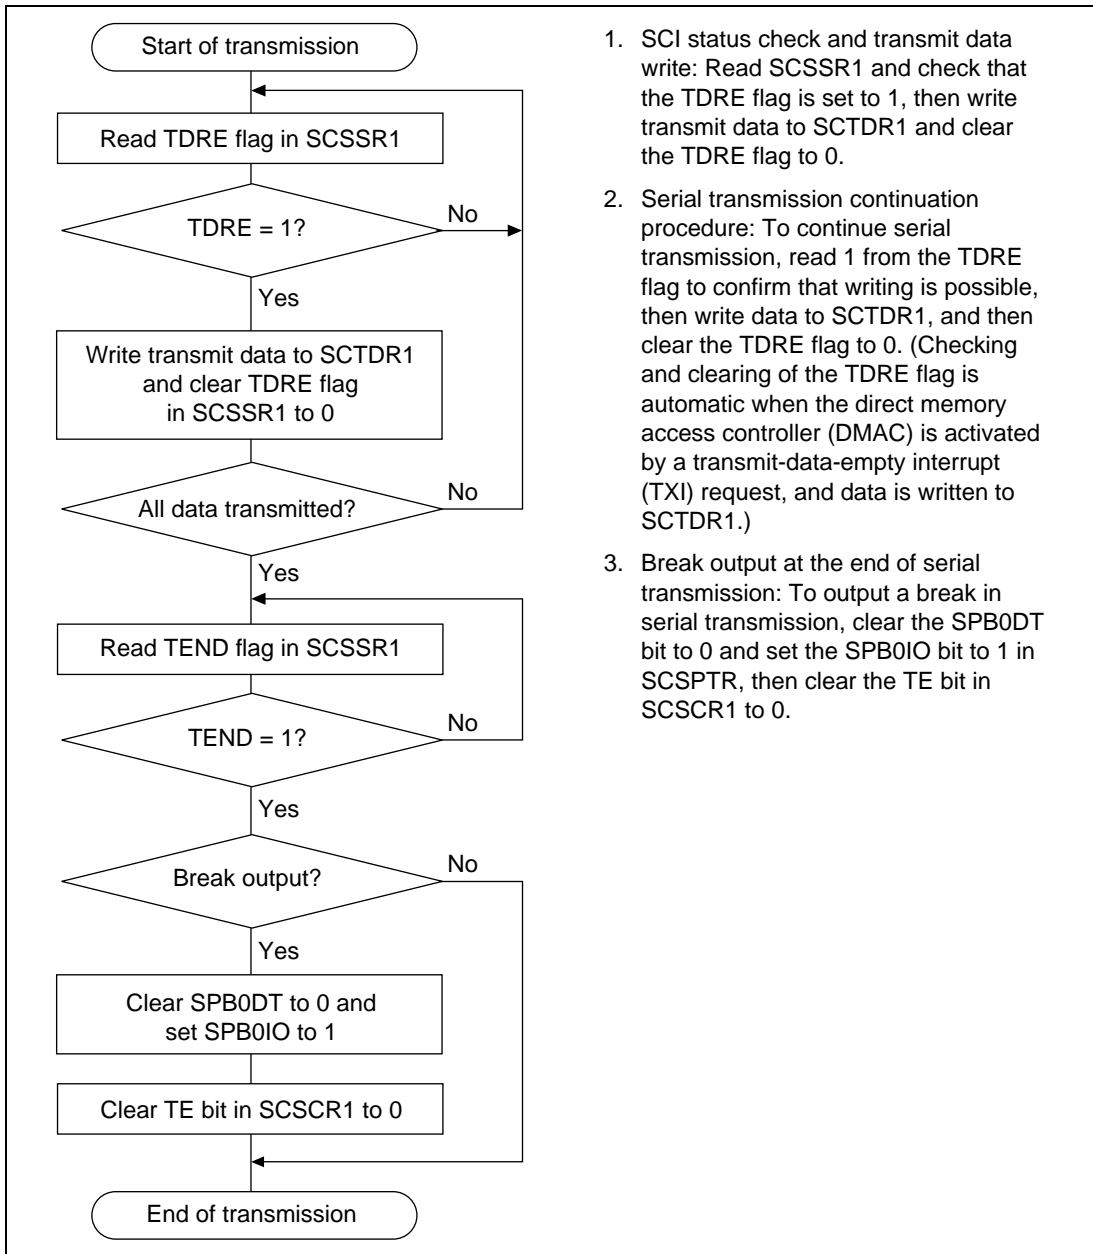 Start of transmission
Read TDRE flag in SCSSR1
TDRE = 1?
No
Yes
Write transmit data to SCTDR1
and clear TDRE flag
in SCSSR1 to 0
All data transmitted?
No
Yes
Read TEND flag in SCSSR1
TEND = 1?
No
Yes
Break output?
No
Yes
Clear SPB0DT to 0 and
set SPB0IO to 1
Clear TE bit in SCSCR1 to 0
End of transmission
1. SCI status check and transmit data
write: Read SCSSR1 and check that
the TDRE flag is set to 1, then write
transmit data to SCTDR1 and clear
the TDRE flag to 0.
2. Serial transmission continuation
procedure: To continue serial
transmission, read 1 from the TDRE
flag to confirm that writing is possible,
then write data to SCTDR1, and then
clear the TDRE flag to 0. (Checking
and clearing of the TDRE flag is
automatic when the direct memory
access controller (DMAC) is activated
by a transmit-data-empty interrupt
(TXI) request, and data is written to
SCTDR1.)
3. Break output at the end of serial
transmission: To output a break in
serial transmission, clear the SPB0DT
bit to 0 and set the SPB0IO bit to 1 in
SCSPTR, then clear the TE bit in
SCSCR1 to 0.